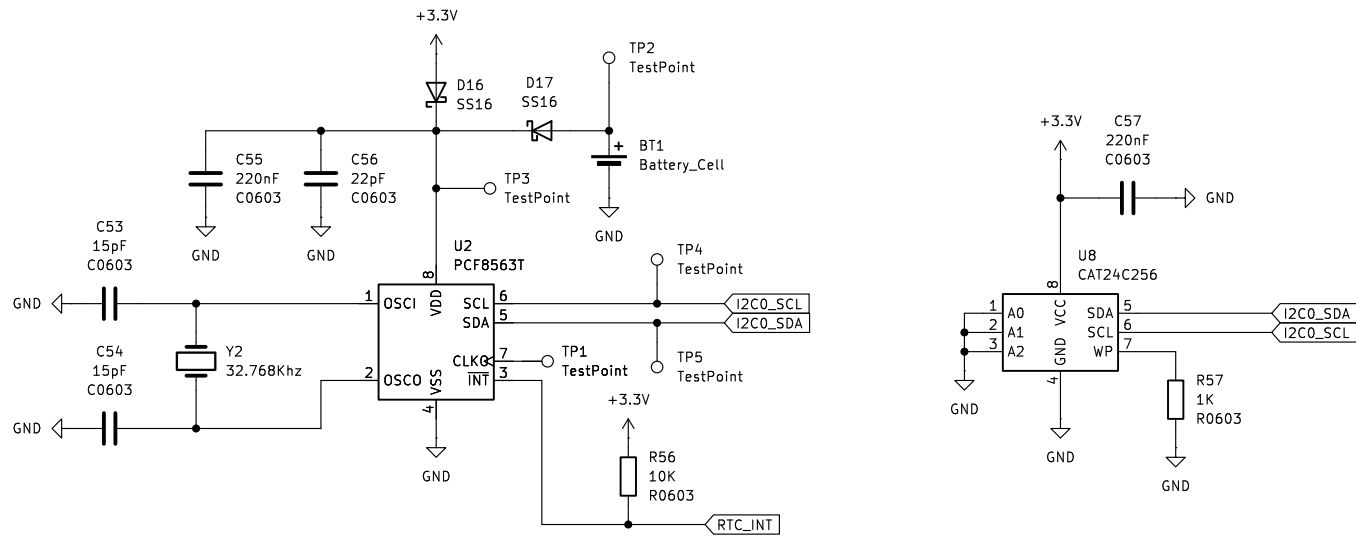 +3.3V
TP2
TestPoint
D16
SS16
D17
SS16
BT1
Battery_Cell
C55
220nF
C0603
C56
22pF
C0603
TP3
TestPoint
GND
GND
GND
C53
15pF
C0603
GND
U2
PCF8563T
TP4
TestPoint
8
VDD
1
OSCI
SCL
6
I2C0_SCL
SDA
5
I2C0_SDA
Y2
32.768Khz
C54
15pF
C0603
GND
2
OSCO
VSS
4
CLKO
7
TP1
TestPoint
INT
3
TP5
TestPoint
GND
+3.3V
R56
10K
R0603
RTC_INT
+3.3V
C57
220nF
C0603
GND
U8
CAT24C256
8
VCC
1
A0
2
A1
3
A2
GND
4
SDA
5
I2C0_SDA
SCL
6
I2C0_SCL
WP
7
GND
GND
R57
1K
R0603
GND